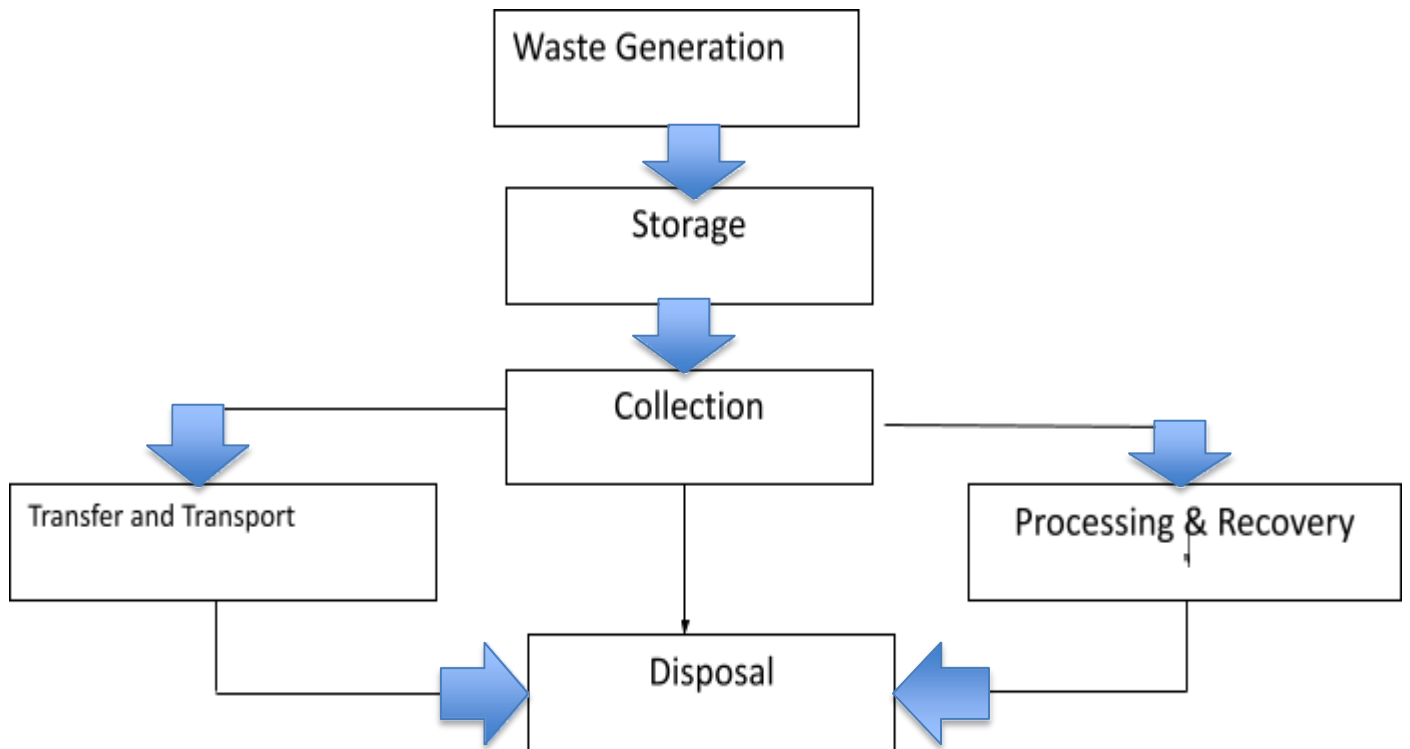 Waste Generation
Storage
Collection
Transfer and Transport
Processing & Recovery
Disposal